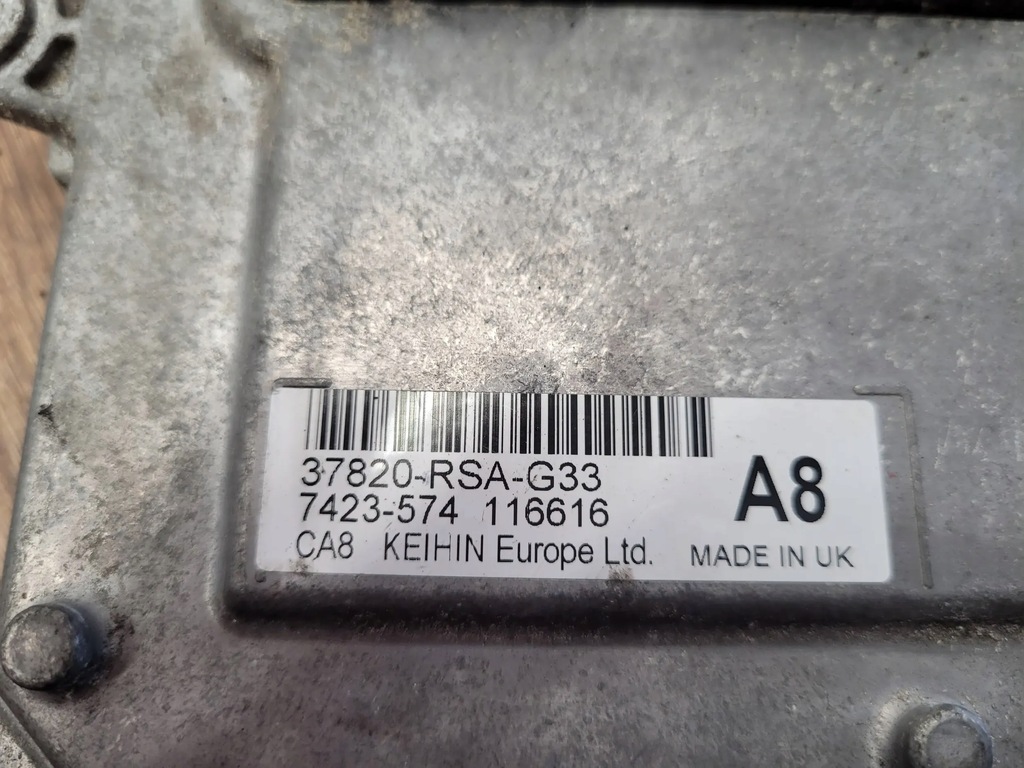 37820-RSA-G33
7423-574 116616
A8
CA8 KEIHIN Europe Ltd. MADE IN UK